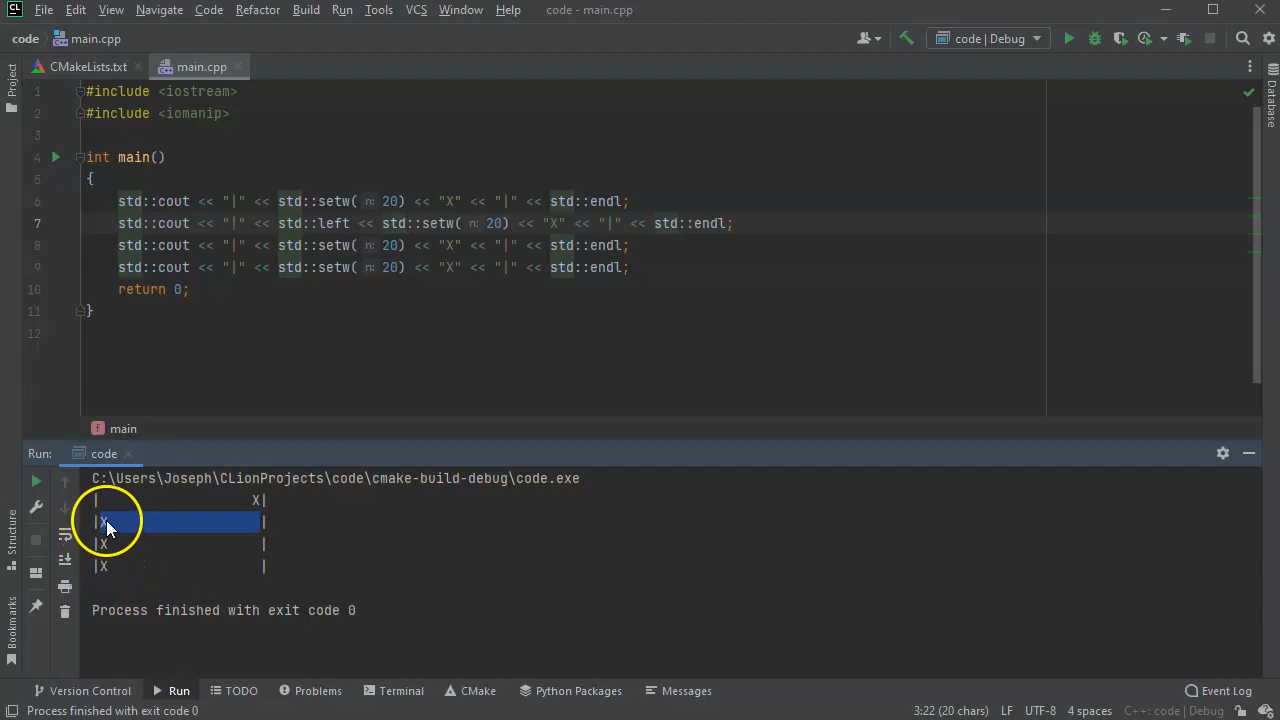 CL File Edit View Navigate Code Refactor Build Run Tools VCS Window Help code - main.cpp
code main.cpp code | Debug
CMakeLists.txt main.cpp
Project
Database
1 #include <iostream>
2 #include <iomanip>
3
4 int main()
5 {
6 std::cout << "|" << std::setw( n: 20) << "X" << "|" << std::endl;
7 std::cout << "|" << std::left << std::setw( n: 20) << "X" << "|" << std::endl;
8 std::cout << "|" << std::setw( n: 20) << "X" << "|" << std::endl;
9 std::cout << "|" << std::setw( n: 20) << "X" << "|" << std::endl;
10 return 0;
11 }
12
f main
Run: code
C:\Users\Joseph\CLionProjects\code\cmake-build-debug\code.exe
|                   X|
|X                   |
|X                   |
|X                   |
Process finished with exit code 0
Structure
Bookmarks
Version Control Run TODO Problems Terminal CMake Python Packages Messages Event Log
Process finished with exit code 0 3:22 (20 chars) LF UTF-8 4 spaces C++: code | Debug